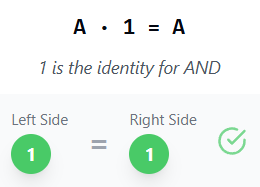 A · 1 = A
1 is the identity for AND
Left Side Right Side
1 = 1